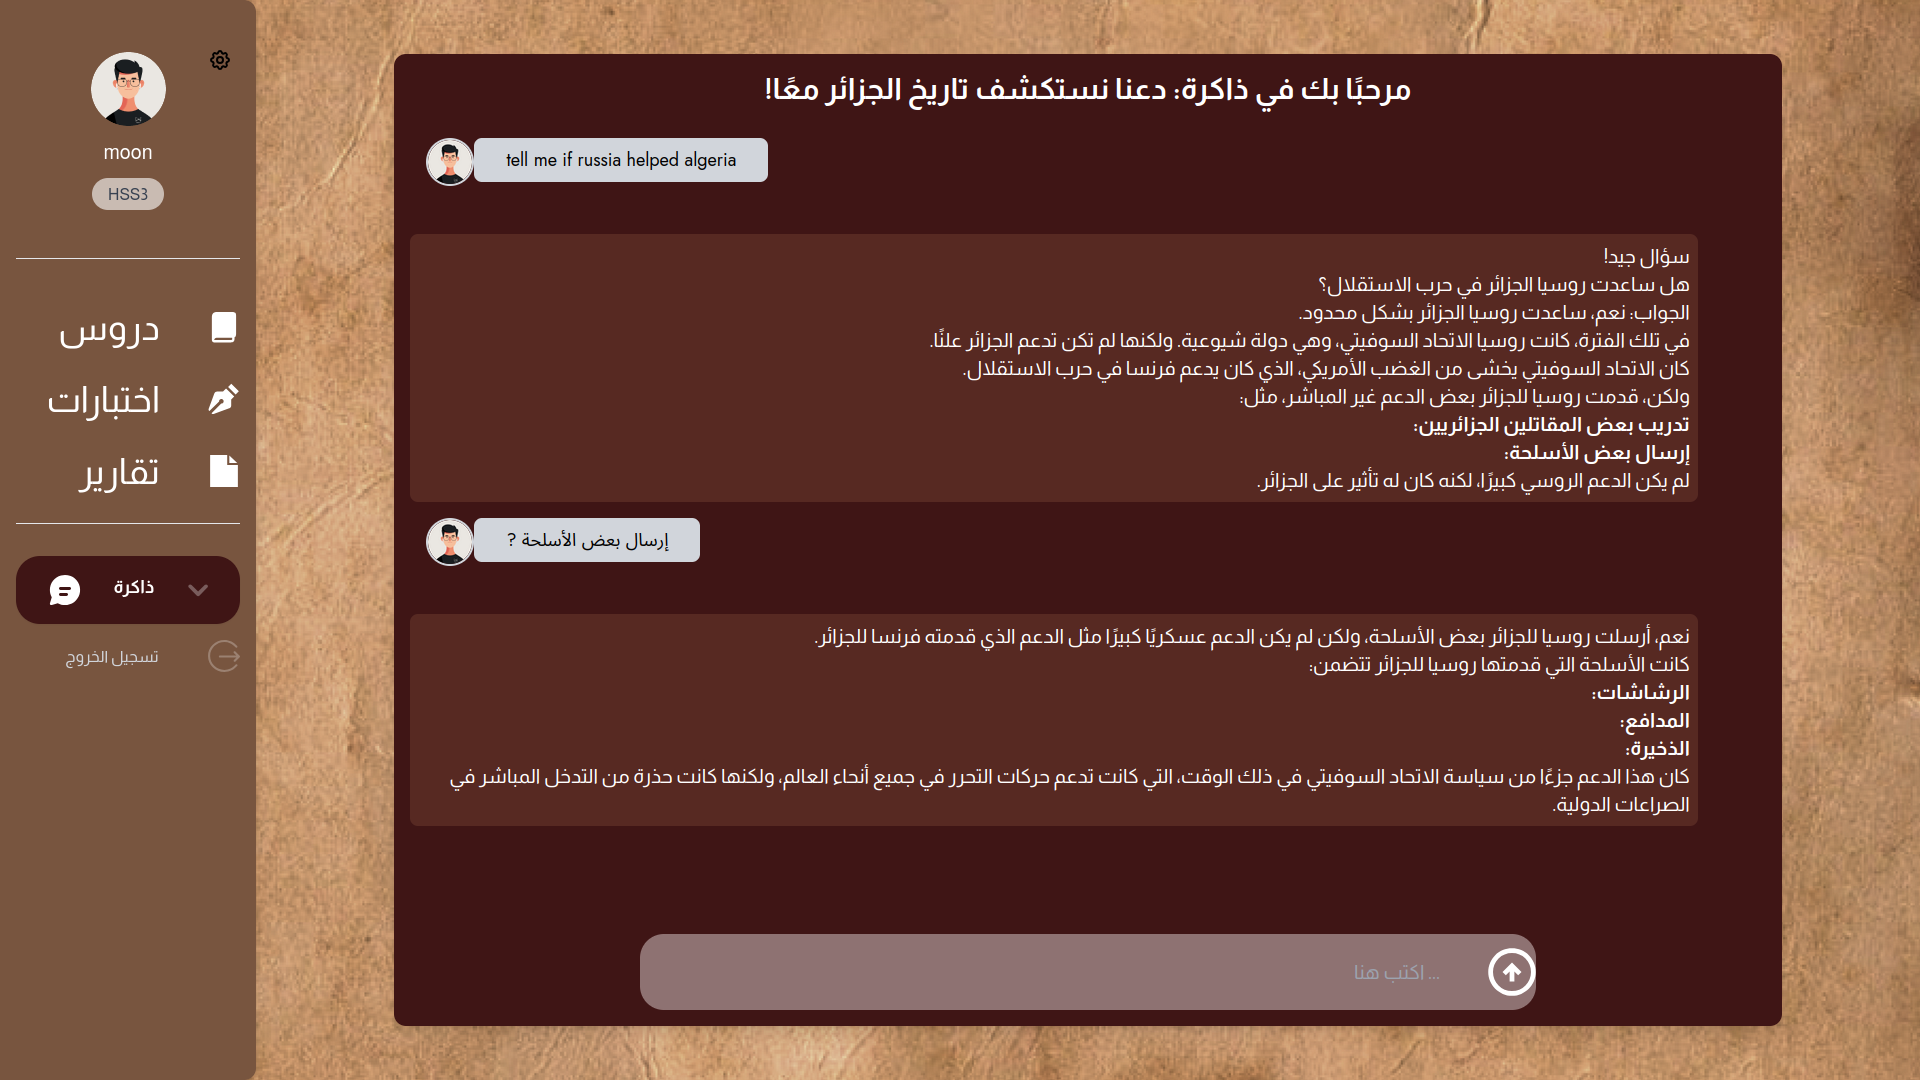 moon
HSS3
دروس
اختبارات
تقارير
ذاكرة
تسجيل الخروج
مرحبًا بك في ذاكرة: دعنا نستكشف تاريخ الجزائر معًا!
tell me if russia helped algeria
سؤال جيد!
هل ساعدت روسيا الجزائر في حرب الاستقلال؟
الجواب: نعم، ساعدت روسيا الجزائر بشكل محدود.
في تلك الفترة، كانت روسيا الاتحاد السوفيتي، وهي دولة شيوعية. ولكنها لم تكن تدعم الجزائر علنًا.
كان الاتحاد السوفيتي يخشى من الغضب الأمريكي، الذي كان يدعم فرنسا في حرب الاستقلال.
ولكن، قدمت روسيا للجزائر بعض الدعم غير المباشر، مثل:
تدريب بعض المقاتلين الجزائريين:
إرسال بعض الأسلحة:
لم يكن الدعم الروسي كبيرًا، لكنه كان له تأثير على الجزائر.
إرسال بعض الأسلحة ?
نعم، أرسلت روسيا للجزائر بعض الأسلحة، ولكن لم يكن الدعم عسكريًا كبيرًا مثل الدعم الذي قدمته فرنسا للجزائر.
كانت الأسلحة التي قدمتها روسيا للجزائر تتضمن:
الرشاشات:
المدافع:
الذخيرة:
كان هذا الدعم جزءًا من سياسة الاتحاد السوفيتي في ذلك الوقت، التي كانت تدعم حركات التحرر في جميع أنحاء العالم، ولكنها كانت حذرة من التدخل المباشر في
الصراعات الدولية.
... اكتب هنا